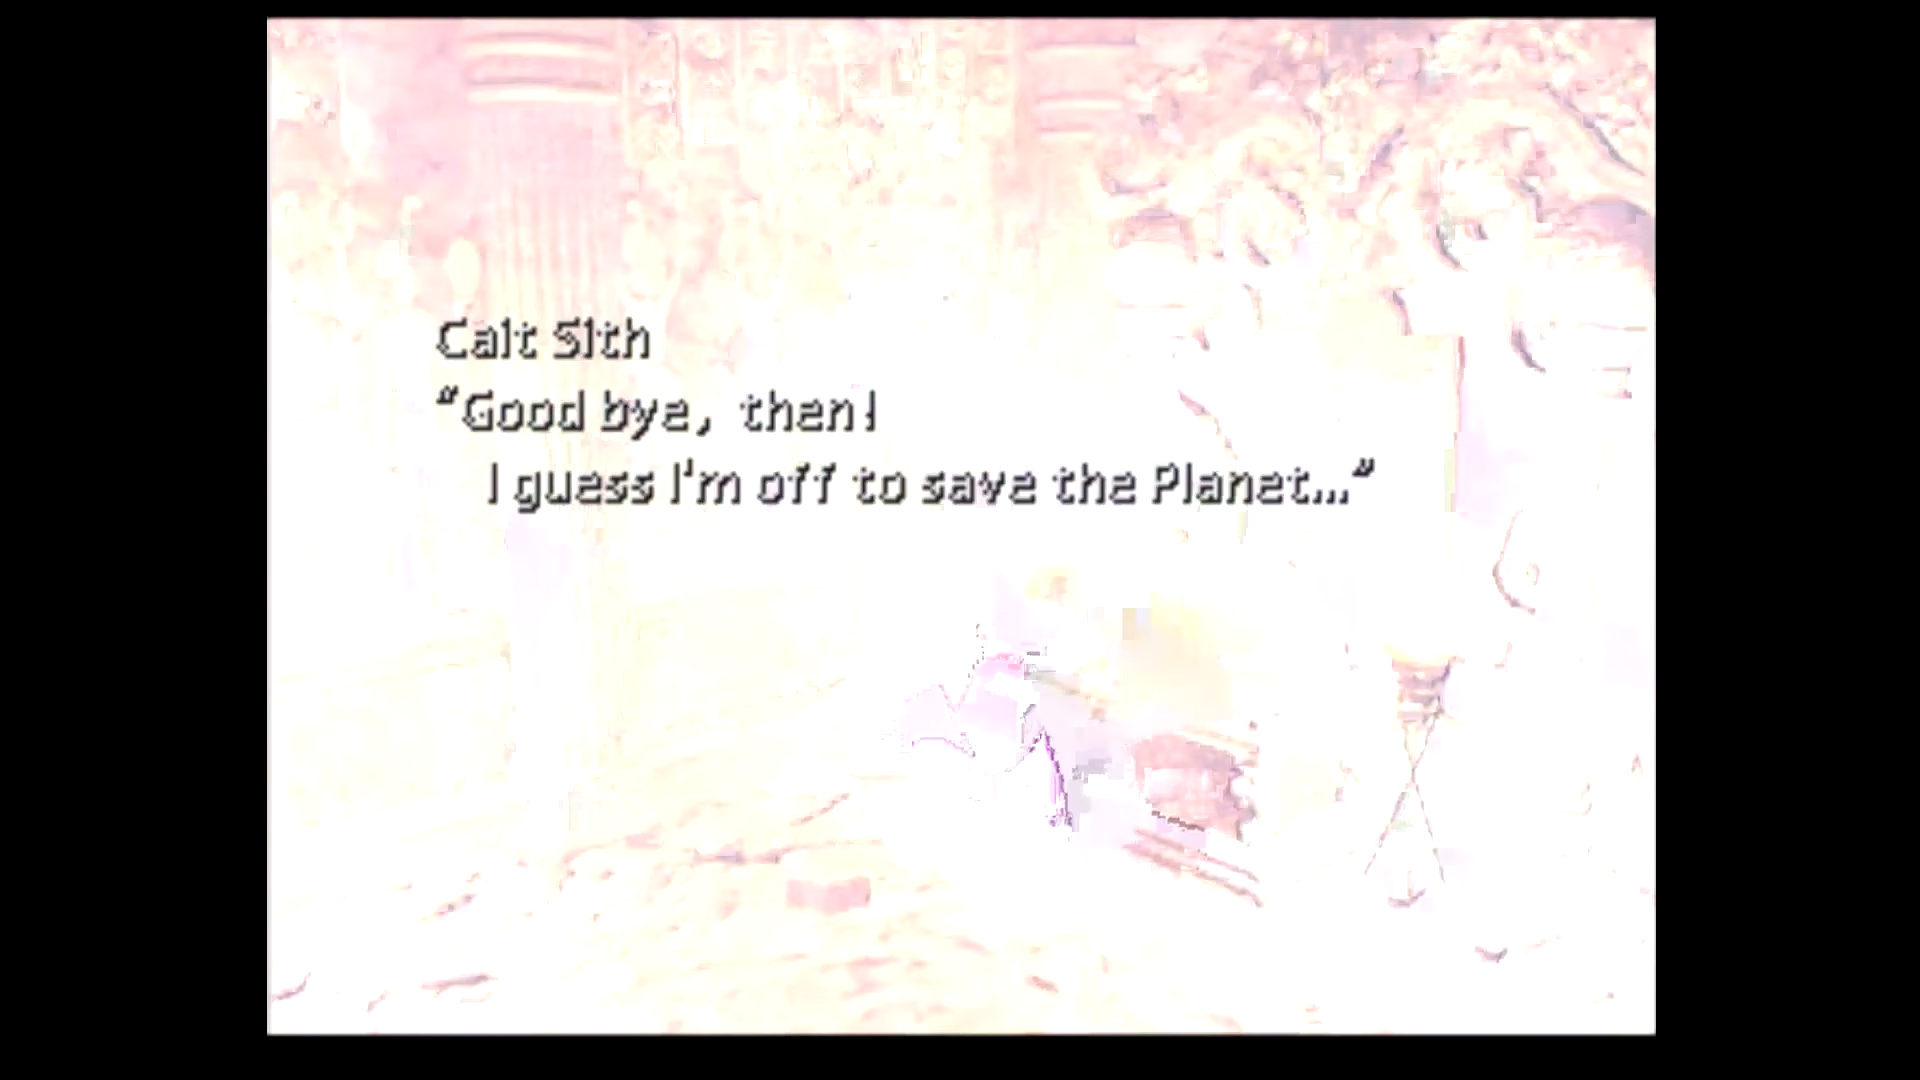 Cait Sith
“Good bye, then!
I guess I'm off to save the Planet...”